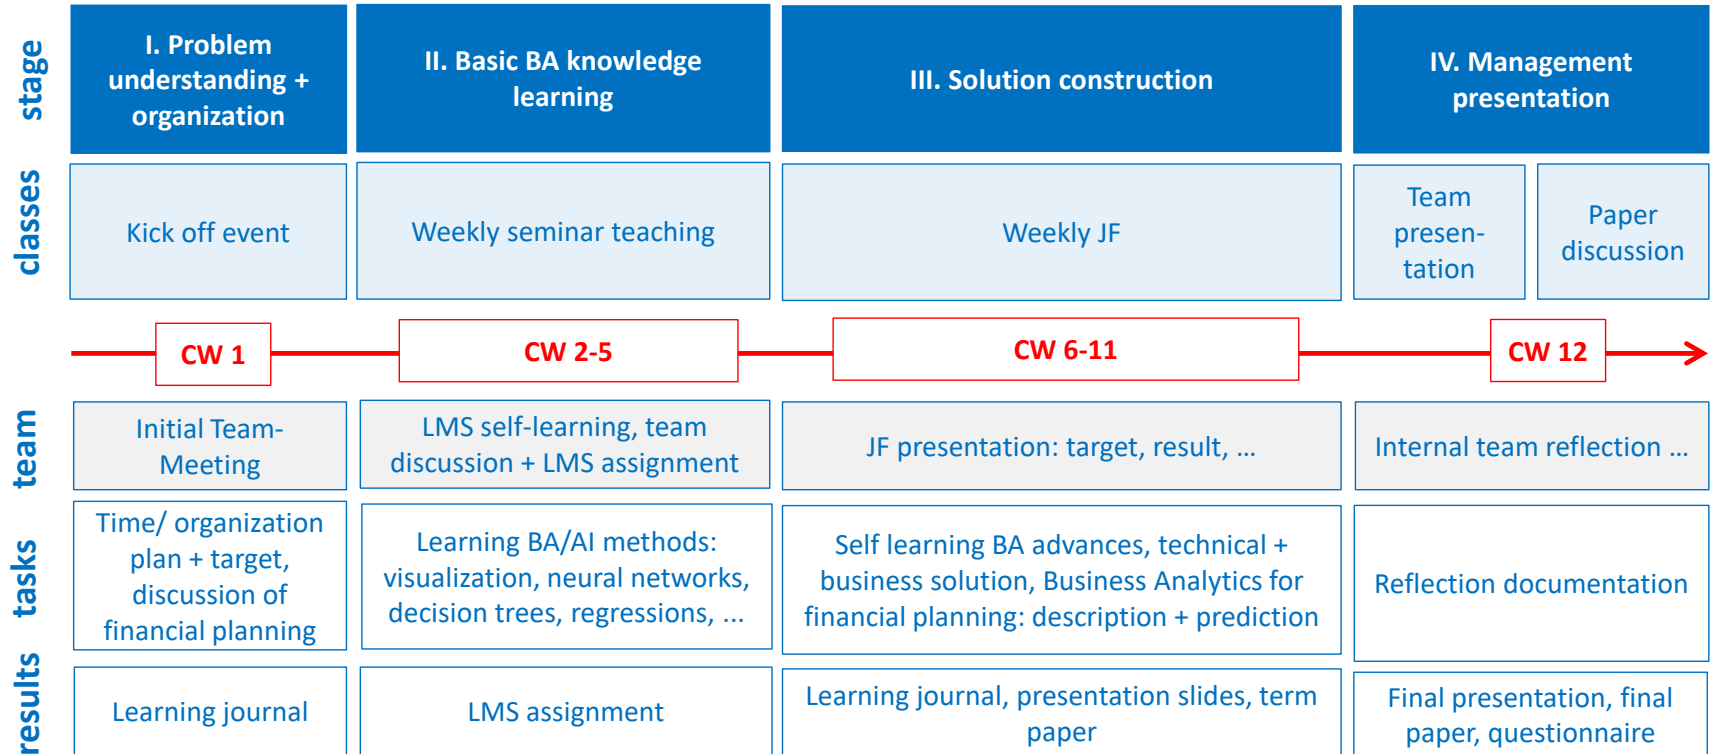 stage
I. Problem
understanding +
organization
II. Basic BA knowledge
learning
III. Solution construction
IV. Management
presentation
classes
Kick off event
Weekly seminar teaching
Weekly JF
Team
presen-
tation
Paper
discussion
CW 1
CW 2-5
CW 6-11
CW 12
team
Initial Team-
Meeting
LMS self-learning, team
discussion + LMS assignment
JF presentation: target, result, ...
Internal team reflection ...
tasks
Time/ organization
plan + target,
discussion of
financial planning
Learning BA/AI methods:
visualization, neural networks,
decision trees, regressions, ...
Self learning BA advances, technical +
business solution, Business Analytics for
financial planning: description + prediction
Reflection documentation
results
Learning journal
LMS assignment
Learning journal, presentation slides, term
paper
Final presentation, final
paper, questionnaire